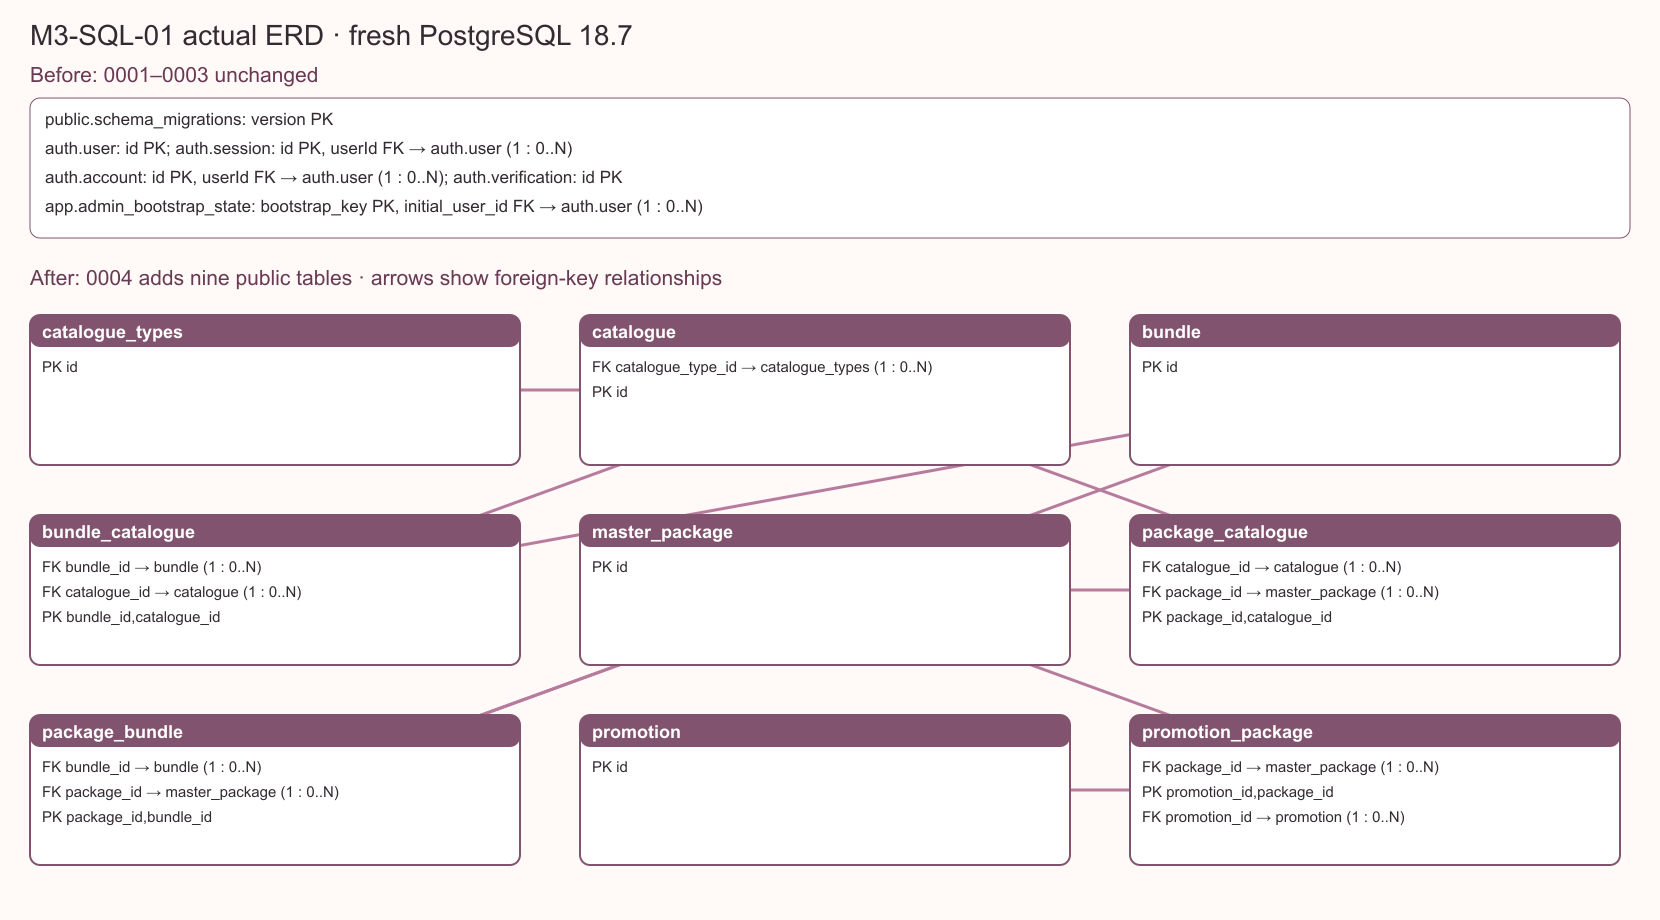 M3-SQL-01 actual ERD · fresh PostgreSQL 18.7
Before: 0001–0003 unchanged
public.schema_migrations: version PK
auth.user: id PK; auth.session: id PK, userId FK → auth.user (1 : 0..N)
auth.account: id PK, userId FK → auth.user (1 : 0..N); auth.verification: id PK
app.admin_bootstrap_state: bootstrap_key PK, initial_user_id FK → auth.user (1 : 0..N)
After: 0004 adds nine public tables · arrows show foreign-key relationships
catalogue_types
PK id
catalogue
FK catalogue_type_id → catalogue_types (1 : 0..N)
PK id
bundle
PK id
bundle_catalogue
FK bundle_id → bundle (1 : 0..N)
FK catalogue_id → catalogue (1 : 0..N)
PK bundle_id,catalogue_id
master_package
PK id
package_catalogue
FK catalogue_id → catalogue (1 : 0..N)
FK package_id → master_package (1 : 0..N)
PK package_id,catalogue_id
package_bundle
FK bundle_id → bundle (1 : 0..N)
FK package_id → master_package (1 : 0..N)
PK package_id,bundle_id
promotion
PK id
promotion_package
FK package_id → master_package (1 : 0..N)
PK promotion_id,package_id
FK promotion_id → promotion (1 : 0..N)